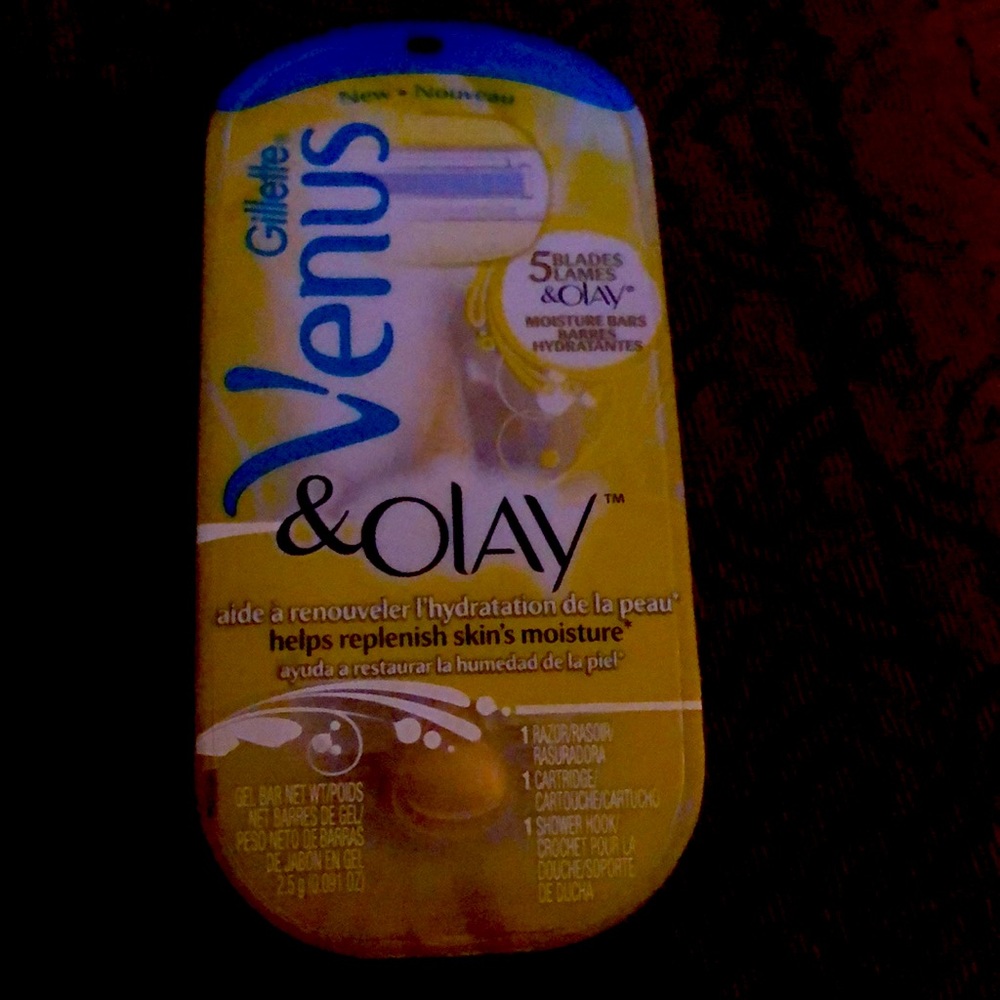 New • Nouveau
Gillette®
Venus
5 BLADES
LAMES
&OLAY®
MOISTURE BARS
BARRES
HYDRATANTES
&OLAY™
aide à renouveler l'hydratation de la peau*
helps replenish skin's moisture*
ayuda a restaurar la humedad de la piel*
GEL BAR NET WT/POIDS
NET BARRES DE GEL/
PESO NETO DE BARRAS
DE JABÓN EN GEL
2.5 g (0.091 OZ)
1 RAZOR/RASOIR/
RASURADORA
1 CARTRIDGE/
CARTOUCHE/CARTUCHO
1 SHOWER HOOK/
CROCHET POUR LA
DOUCHE/SOPORTE
DE DUCHA